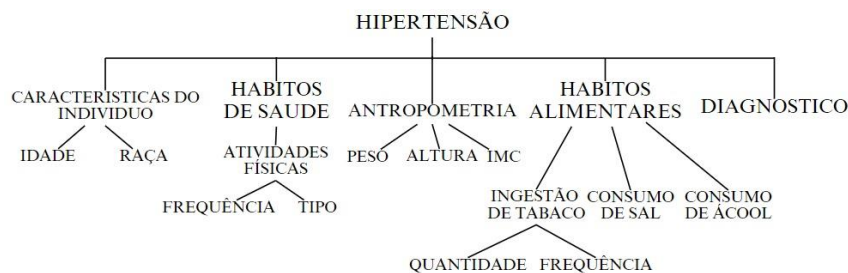 HIPERTENSÃO
CARACTERISTICAS DO
INDIVIDUO
HABITOS
DE SAUDE
ANTROPOMETRIA
HABITOS
ALIMENTARES
DIAGNOSTICO
IDADE
RAÇA
ATIVIDADES
FÍSICAS
PESO
ALTURA
IMC
FREQUÊNCIA
TIPO
INGESTÃO
DE TABACO
CONSUMO
DE SAL
CONSUMO
DE ÁCOOL
QUANTIDADE
FREQUÊNCIA